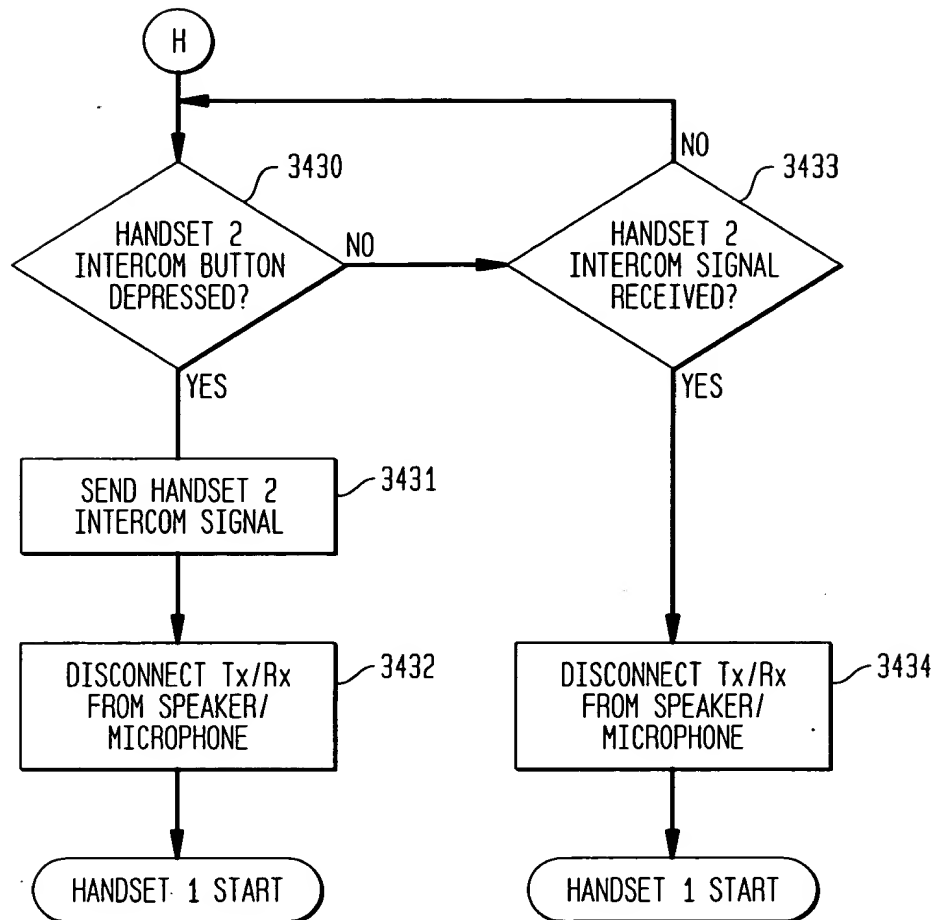 H
3430
HANDSET 2
INTERCOM BUTTON
DEPRESSED?
NO
YES
NO
3433
HANDSET 2
INTERCOM SIGNAL
RECEIVED?
YES
SEND HANDSET 2
INTERCOM SIGNAL
3431
DISCONNECT Tx/Rx
FROM SPEAKER/
MICROPHONE
3432
DISCONNECT Tx/Rx
FROM SPEAKER/
MICROPHONE
3434
HANDSET 1 START
HANDSET 1 START